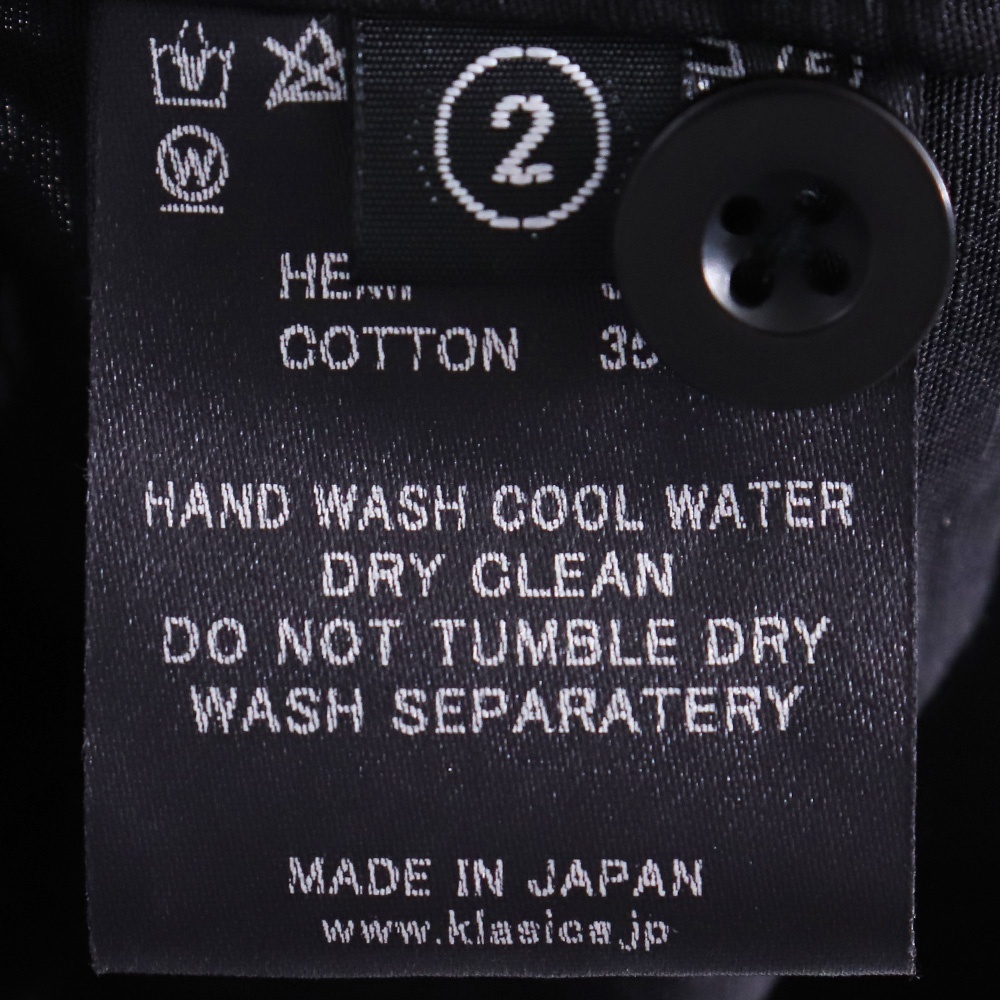 2
W
COTTON
HAND WASH COOL WATER
DRY CLEAN
DO NOT TUMBLE DRY
WASH SEPARATERY
MADE IN JAPAN
www.klasica.jp